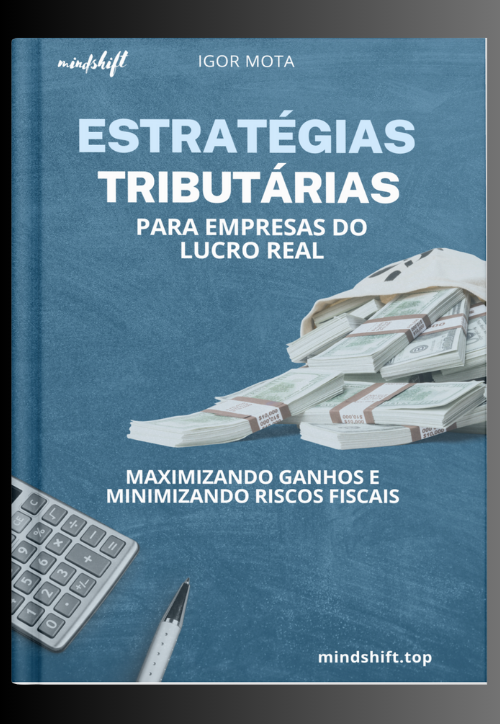 mindshift
IGOR MOTA
ESTRATÉGIAS
TRIBUTÁRIAS
PARA EMPRESAS DO
LUCRO REAL
MAXIMIZANDO GANHOS E
MINIMIZANDO RISCOS FISCAIS
mindshift.top